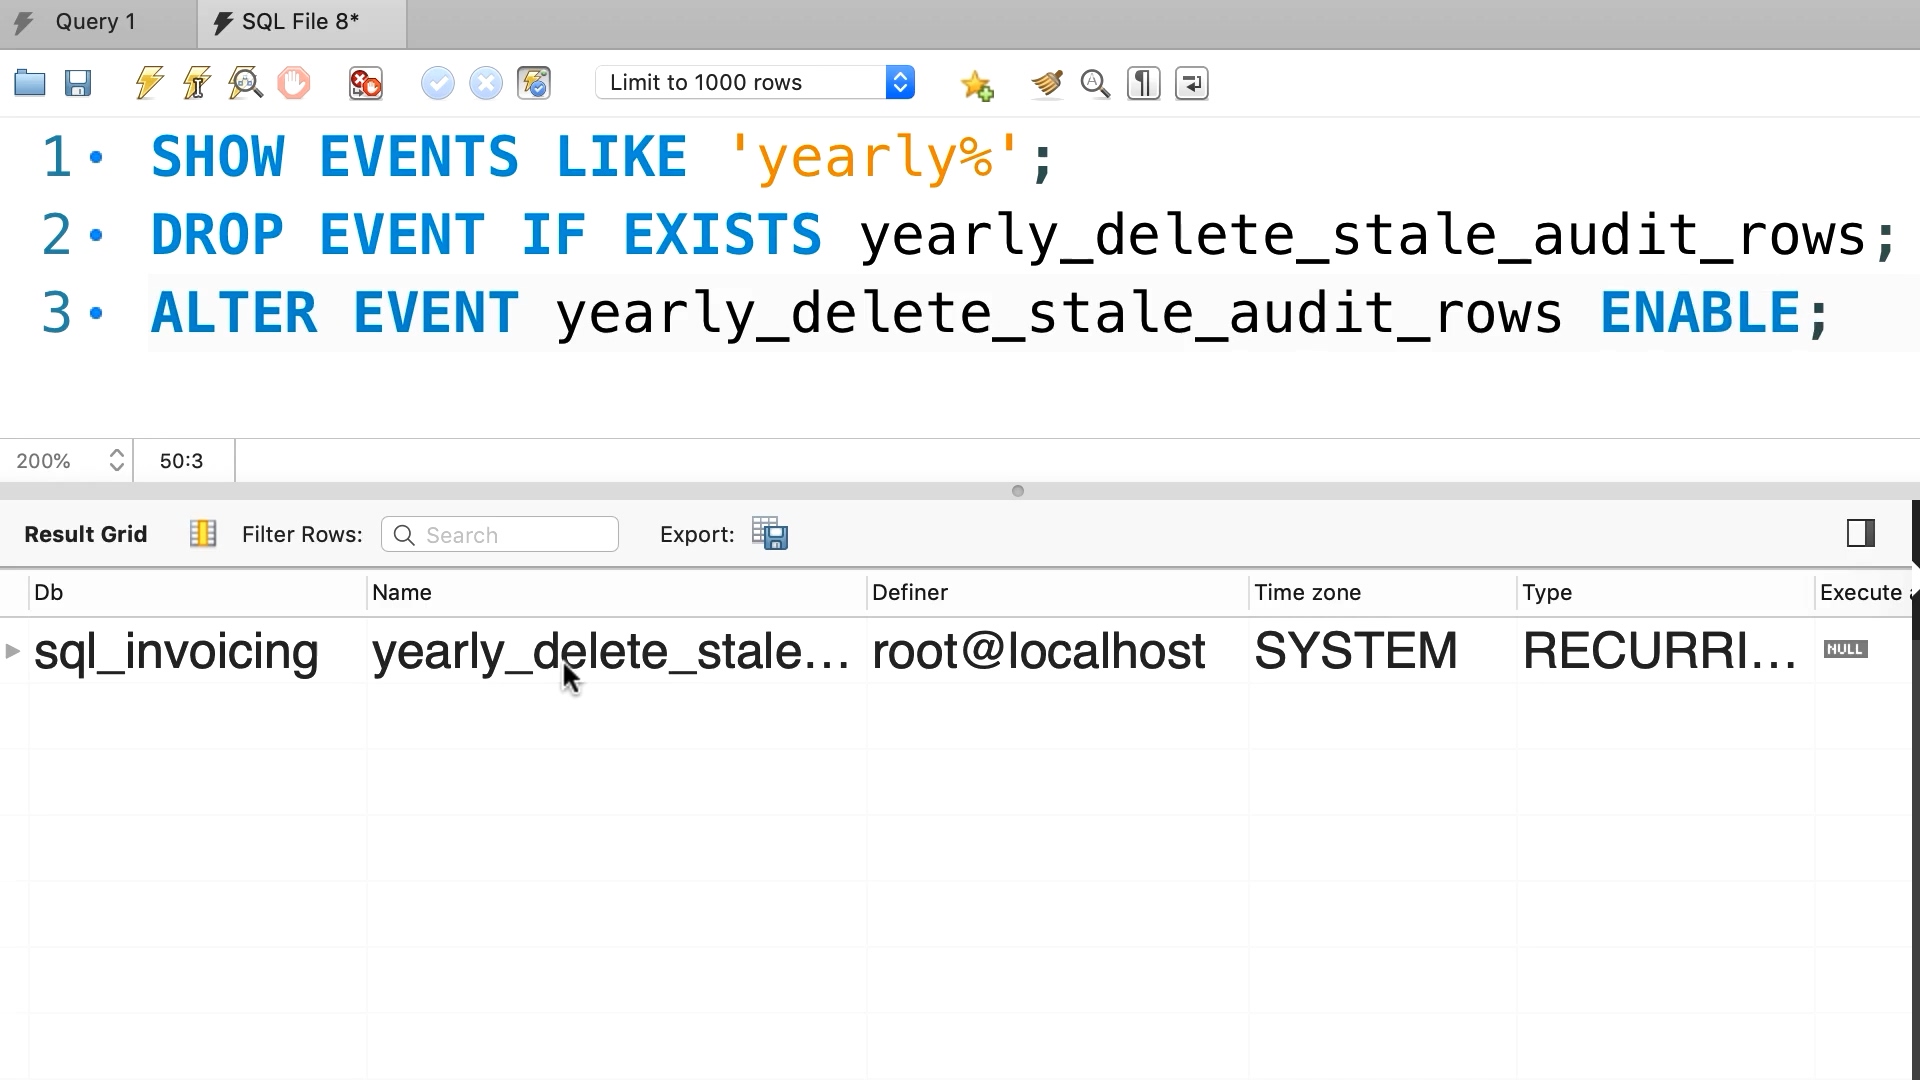 Query 1
SQL File 8*
Limit to 1000 rows
1 SHOW EVENTS LIKE 'yearly%';
2 DROP EVENT IF EXISTS yearly_delete_stale_audit_rows;
3 ALTER EVENT yearly_delete_stale_audit_rows ENABLE;
200% 50:3
Result Grid Filter Rows: Search Export:
Db Name Definer Time zone Type Execute
sql_invoicing yearly_delete_stale... root@localhost SYSTEM RECURRI... NULL